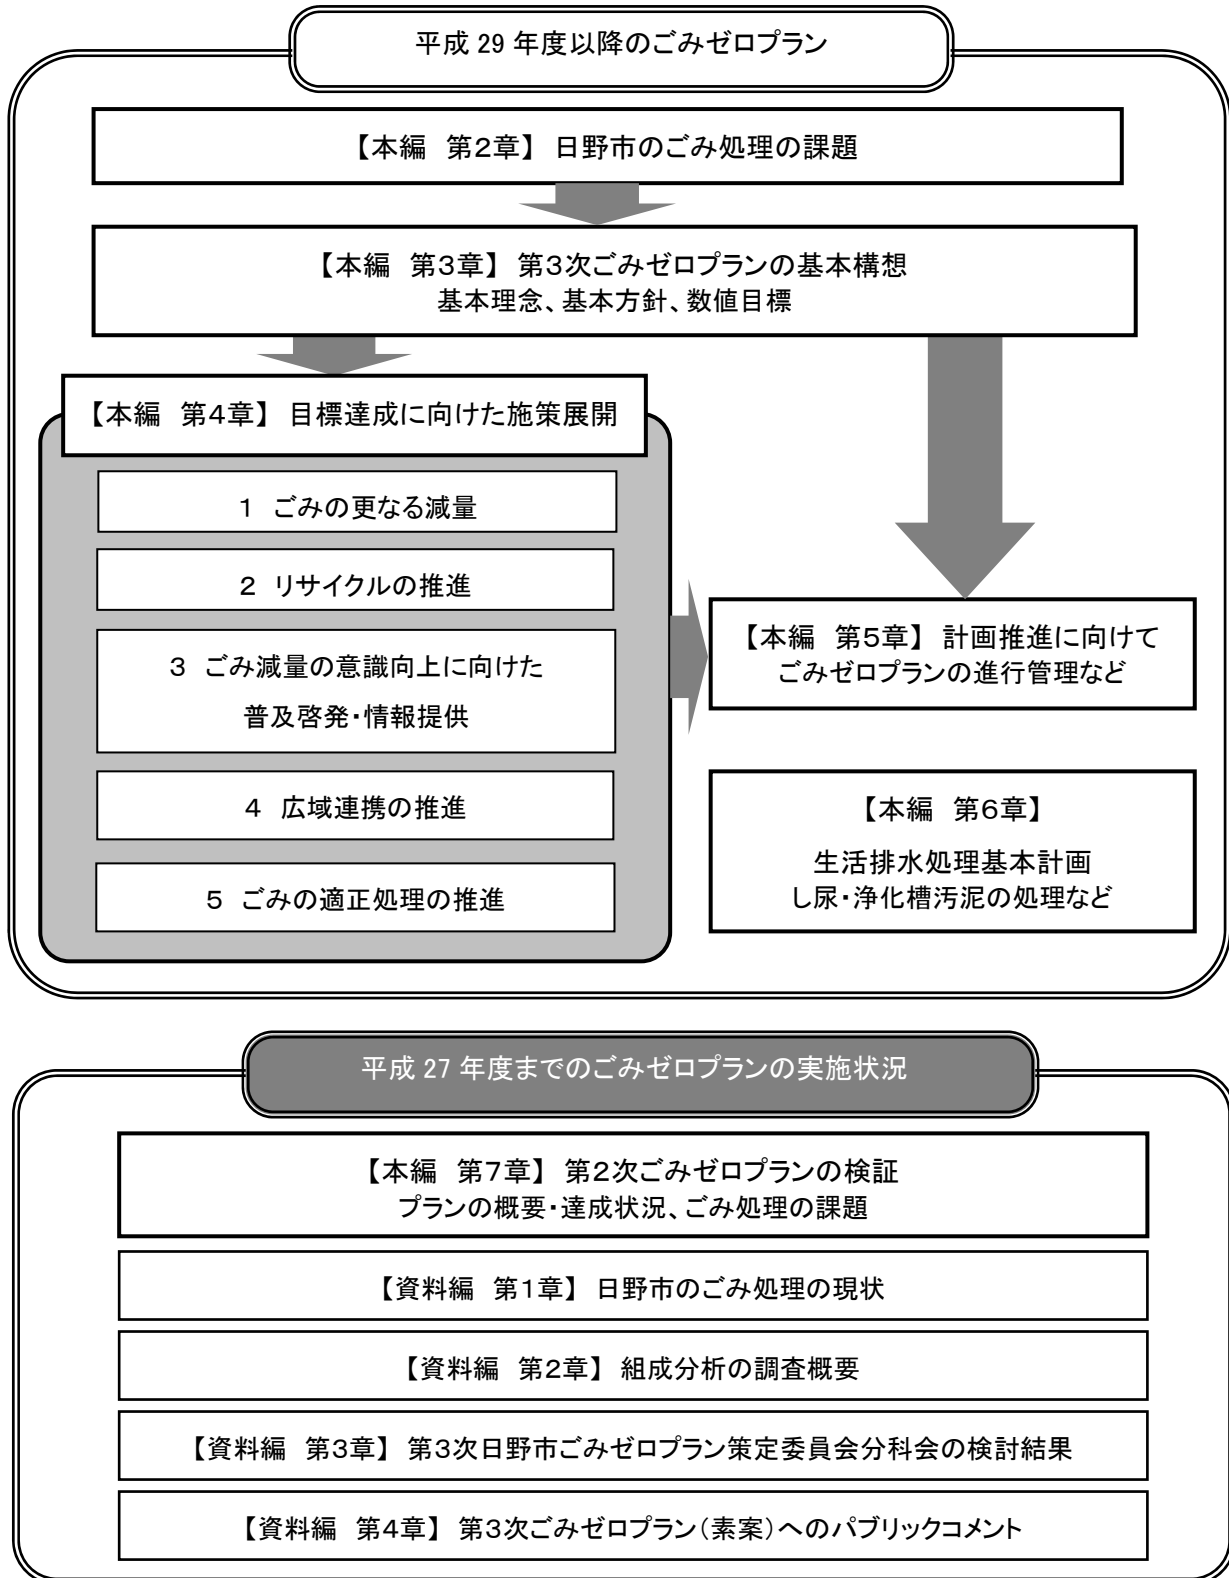 平成 29 年度以降のごみゼロプラン
【本編　第２章】 日野市のごみ処理の課題
【本編　第３章】 第３次ごみゼロプランの基本構想
基本理念、基本方針、数値目標
【本編　第４章】 目標達成に向けた施策展開
１　ごみの更なる減量
２　リサイクルの推進
３　ごみ減量の意識向上に向けた
普及啓発・情報提供
４　広域連携の推進
５　ごみの適正処理の推進
【本編　第５章】 計画推進に向けて
ごみゼロプランの進行管理など
【本編　第６章】
生活排水処理基本計画
し尿・浄化槽汚泥の処理など
平成 27 年度までのごみゼロプランの実施状況
【本編　第７章】 第２次ごみゼロプランの検証
プランの概要・達成状況、ごみ処理の課題
【資料編　第１章】 日野市のごみ処理の現状
【資料編　第２章】 組成分析の調査概要
【資料編　第３章】 第３次日野市ごみゼロプラン策定委員会分科会の検討結果
【資料編　第４章】 第３次ごみゼロプラン（素案）へのパブリックコメント